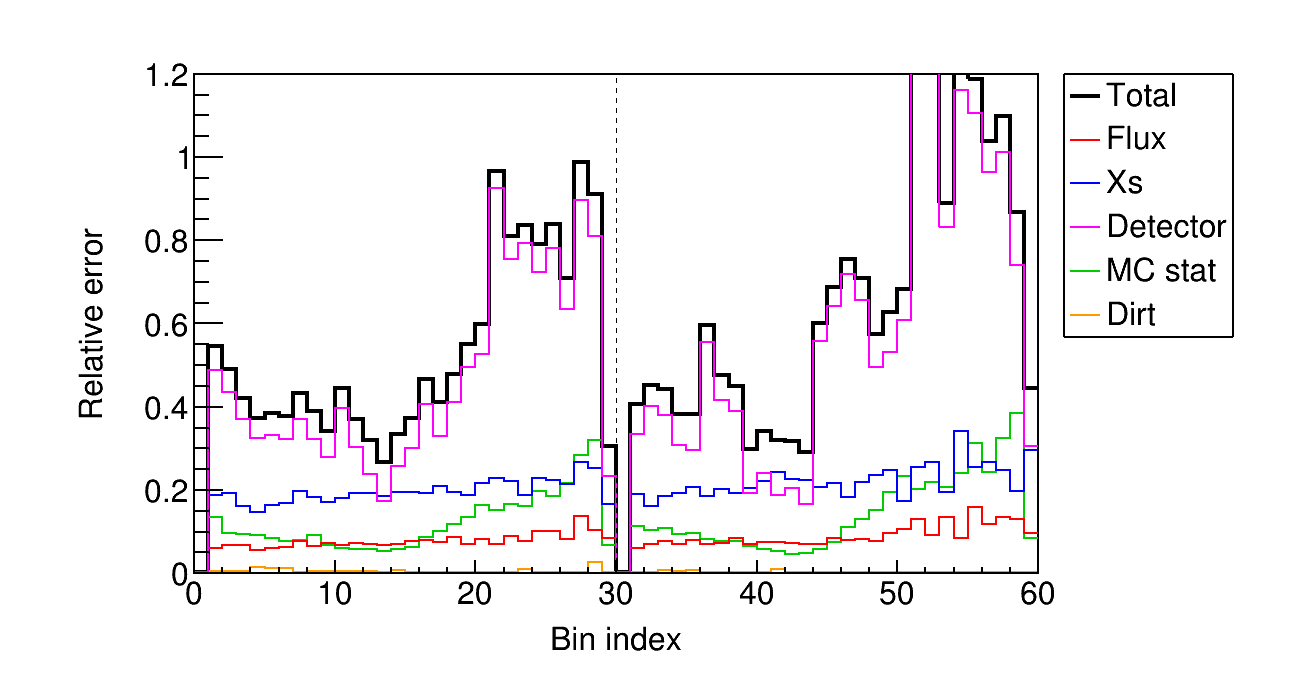 1.2
1
0.8
0.6
0.4
0.2
0
Relative error
0 10 20 30 40 50 60
Bin index
Total
Flux
Xs
Detector
MC stat
Dirt